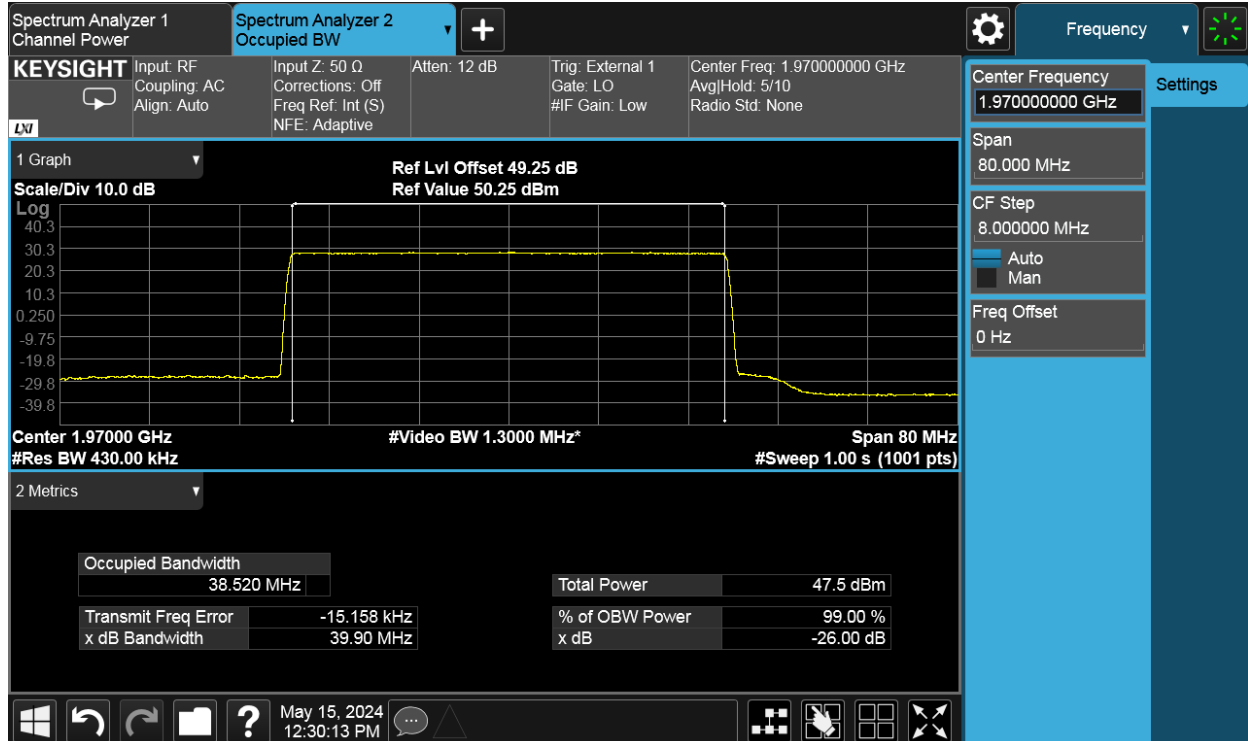 Spectrum Analyzer 1
Channel Power
Spectrum Analyzer 2
Occupied BW
Frequency
KEYSIGHT
LXI
Input: RF
Coupling: AC
Align: Auto
Input Z: 50 Ω
Corrections: Off
Freq Ref: Int (S)
NFE: Adaptive
Atten: 12 dB
Trig: External 1
Gate: LO
#IF Gain: Low
Center Freq: 1.970000000 GHz
Avg|Hold: 5/10
Radio Std: None
Center Frequency
1.970000000 GHz
Settings
Span
80.000 MHz
CF Step
8.000000 MHz
Auto
Man
Freq Offset
0 Hz
1 Graph
Ref Lvl Offset 49.25 dB
Scale/Div 10.0 dB
Ref Value 50.25 dBm
Log
40.3
30.3
20.3
10.3
0.250
-9.75
-19.8
-29.8
-39.8
Center 1.97000 GHz
#Video BW 1.3000 MHz*
Span 80 MHz
#Res BW 430.00 kHz
#Sweep 1.00 s (1001 pts)
2 Metrics
Occupied Bandwidth
38.520 MHz
Total Power 47.5 dBm
Transmit Freq Error -15.158 kHz
% of OBW Power 99.00 %
x dB Bandwidth 39.90 MHz
x dB -26.00 dB
?
May 15, 2024
12:30:13 PM